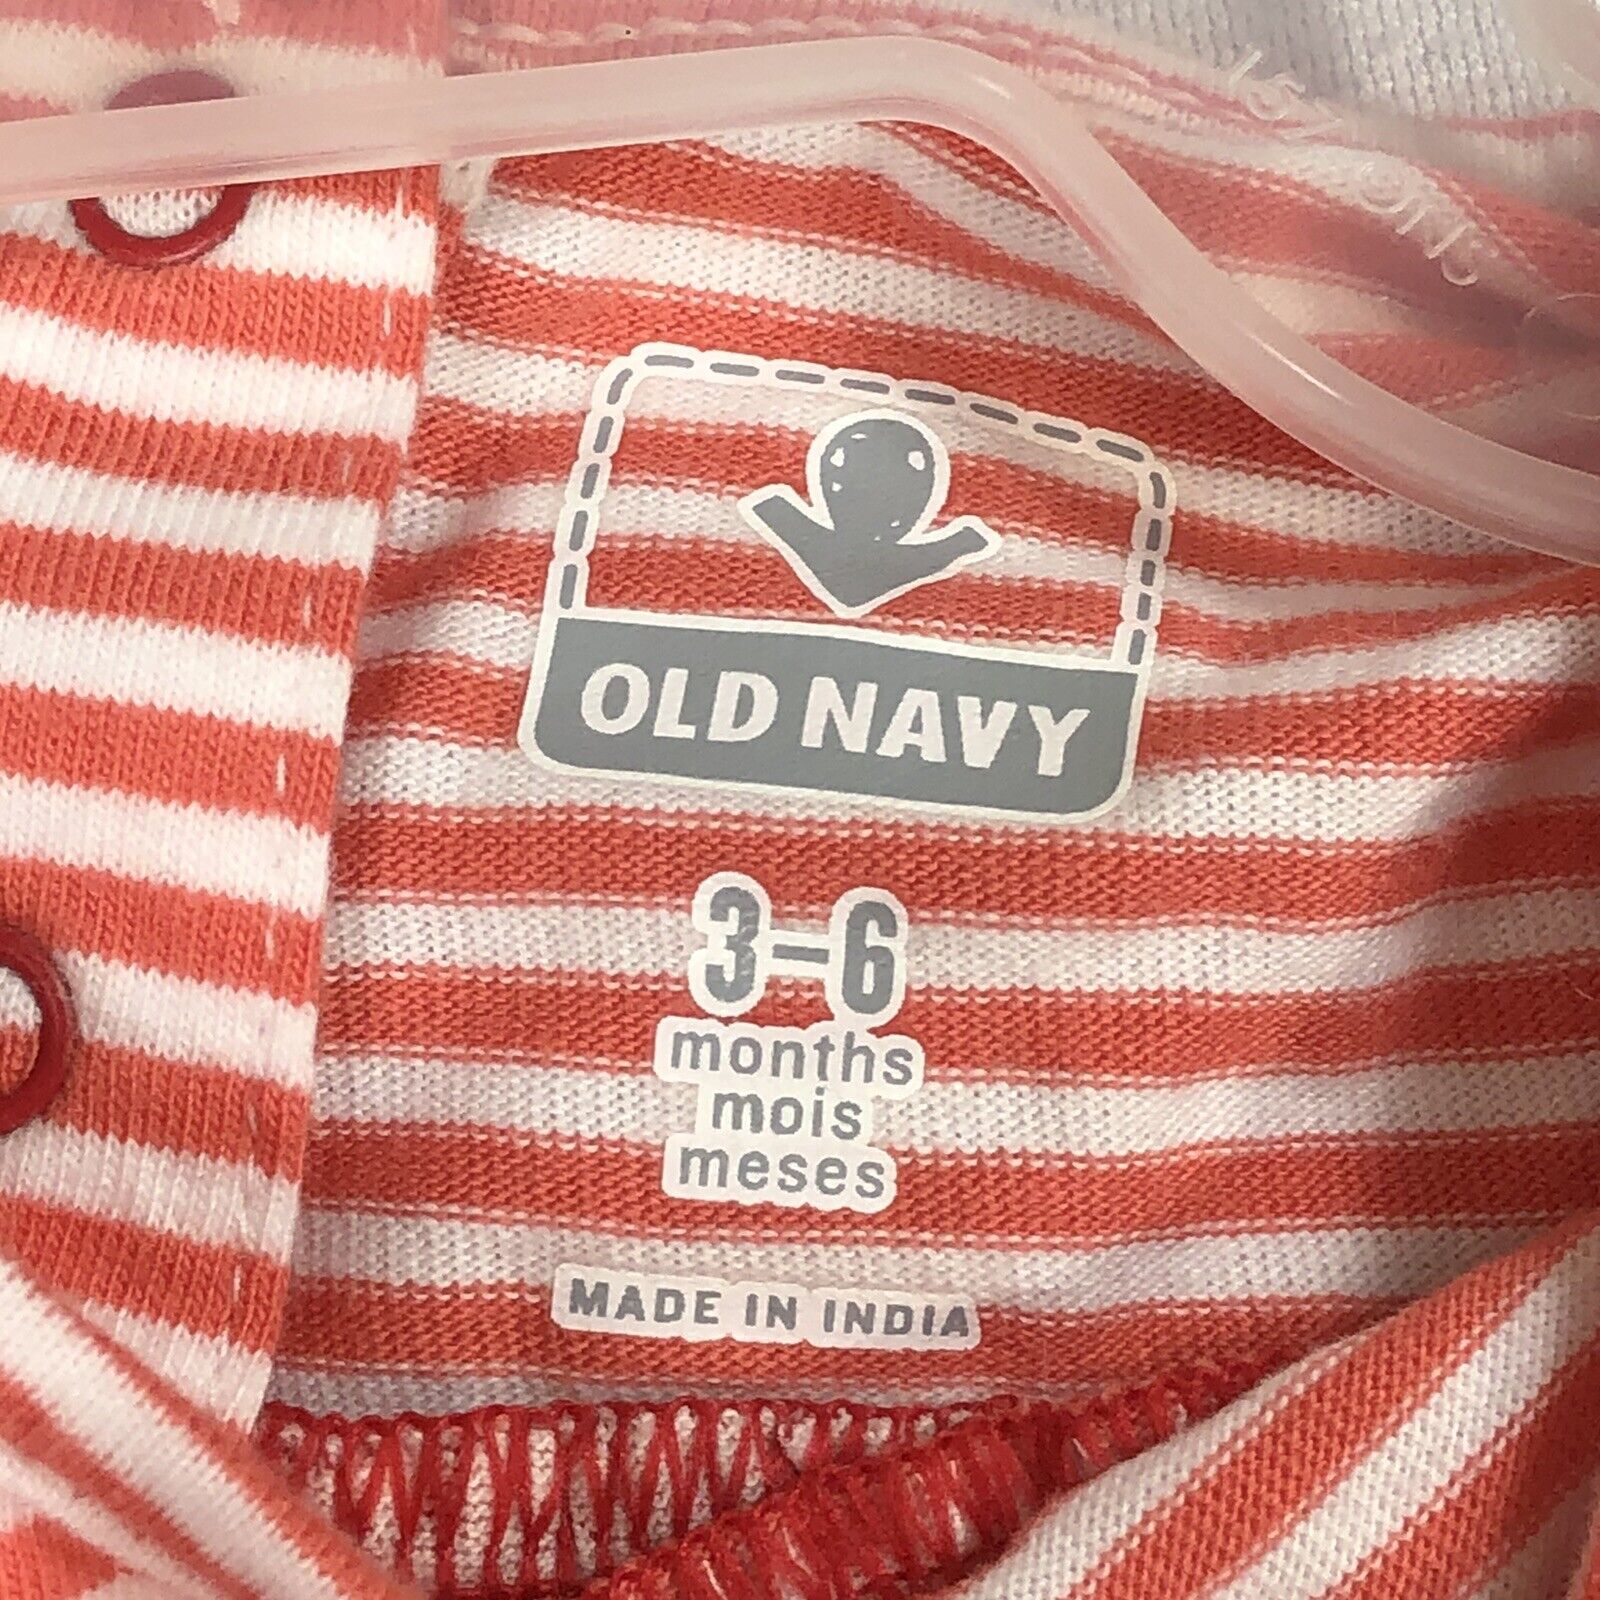 OLD NAVY
3-6
months
mois
meses
MADE IN INDIA